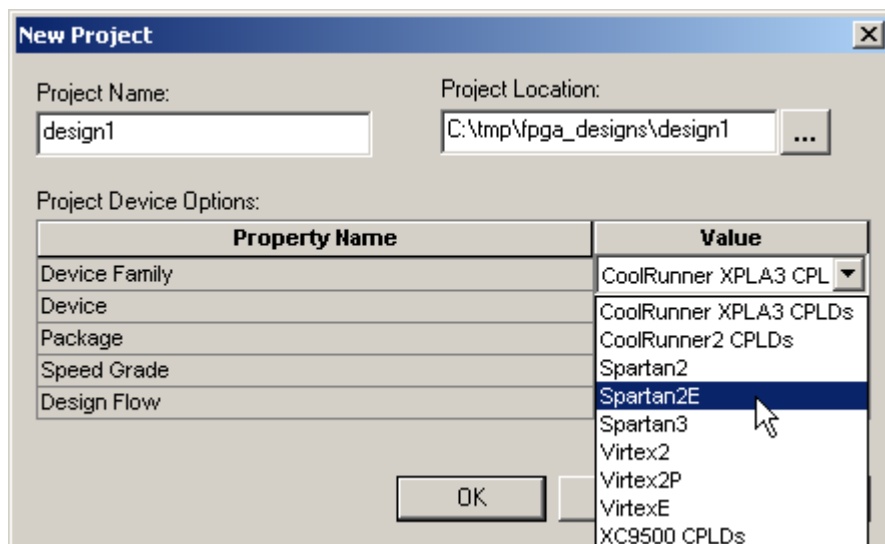 New Project
Project Name:
Project Location:
design1
C:\tmp\fpga_designs\design1
...
Project Device Options:
Property Name
Value
Device Family
CoolRunner XPLA3 CPL
Device
Package
Speed Grade
Design Flow
CoolRunner XPLA3 CPLDs
CoolRunner2 CPLDs
Spartan2
Spartan2E
Spartan3
Virtex2
Virtex2P
VirtexE
XC9500 CPLDs
OK